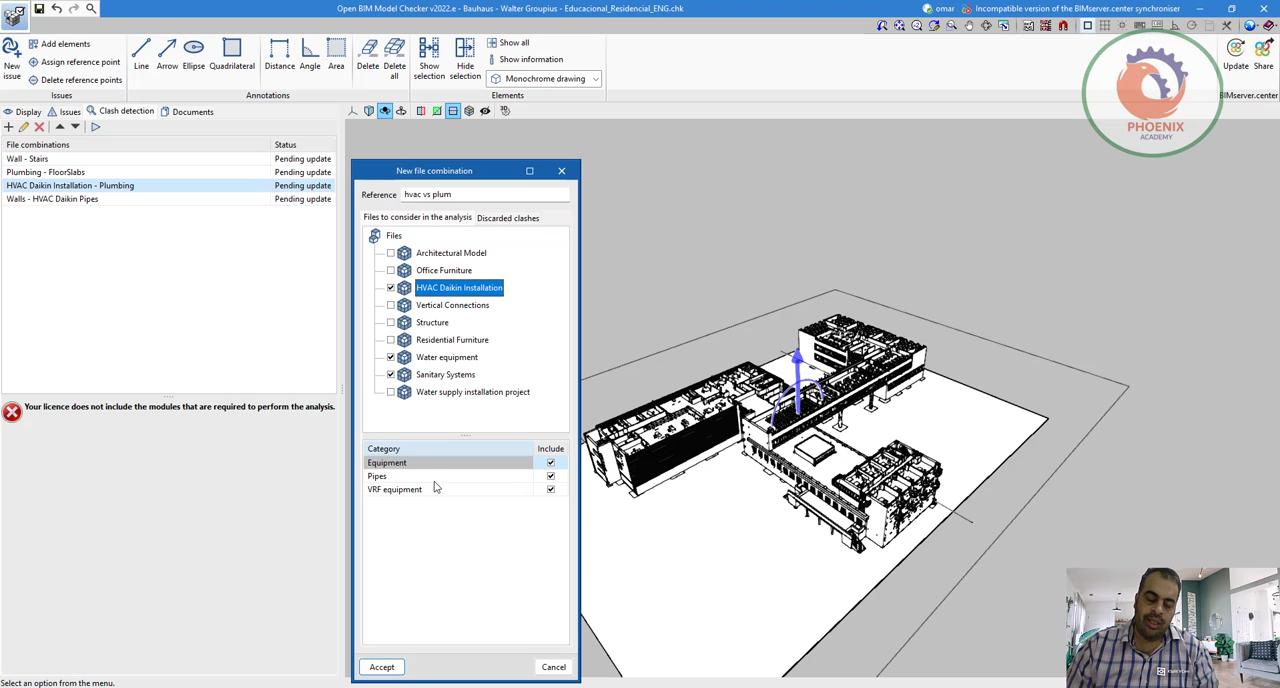 Open BIM Model Checker v2022.e - Bauhaus - Walter Groupius - Educacional_Residencial_ENG.chk
omar
Incompatible version of the BIMserver.center synchroniser
New issue
Add elements
Assign reference point
Delete reference points
Issues
Line
Arrow
Ellipse
Quadrilateral
Distance
Angle
Area
Delete
Delete all
Annotations
Show selection
Hide selection
Show all
Show information
Monochrome drawing
Elements
Update
Share
BIMserver.center
PHOENIX
ACADEMY
Display
Issues
Clash detection
Documents
File combinations
Status
Wall - Stairs
Pending update
Plumbing - FloorSlabs
Pending update
HVAC Daikin Installation - Plumbing
Pending update
Walls - HVAC Daikin Pipes
Pending update
Your licence does not include the modules that are required to perform the analysis.
New file combination
Reference
hvac vs plum
Files to consider in the analysis
Discarded clashes
Files
Architectural Model
Office Furniture
HVAC Daikin Installation
Vertical Connections
Structure
Residential Furniture
Water equipment
Sanitary Systems
Water supply installation project
Category
Include
Equipment
Pipes
VRF equipment
Accept
Cancel
Select an option from the menu.